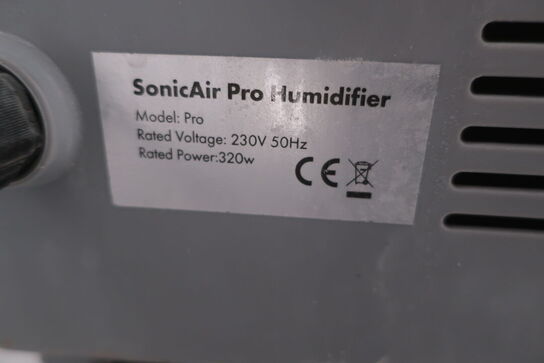 SonicAir Pro Humidifier
Model: Pro
Rated Voltage: 230V 50Hz
Rated Power:320w
CE